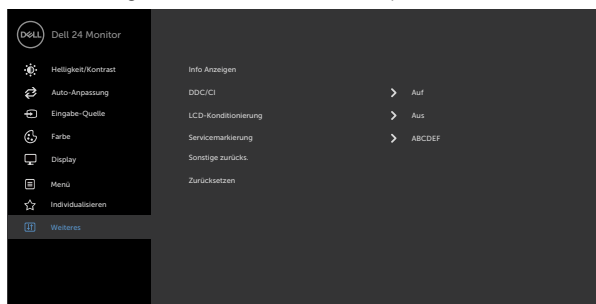 DELL Dell 24 Monitor
Helligkeit/Kontrast Info Anzeigen
Auto-Anpassung DDC/CI Auf
Eingabe-Quelle LCD-Konditionierung Aus
Farbe Servicemarkierung ABCDEF
Display Sonstige zurücks.
Menü Zurücksetzen
Individualisieren
Weiteres